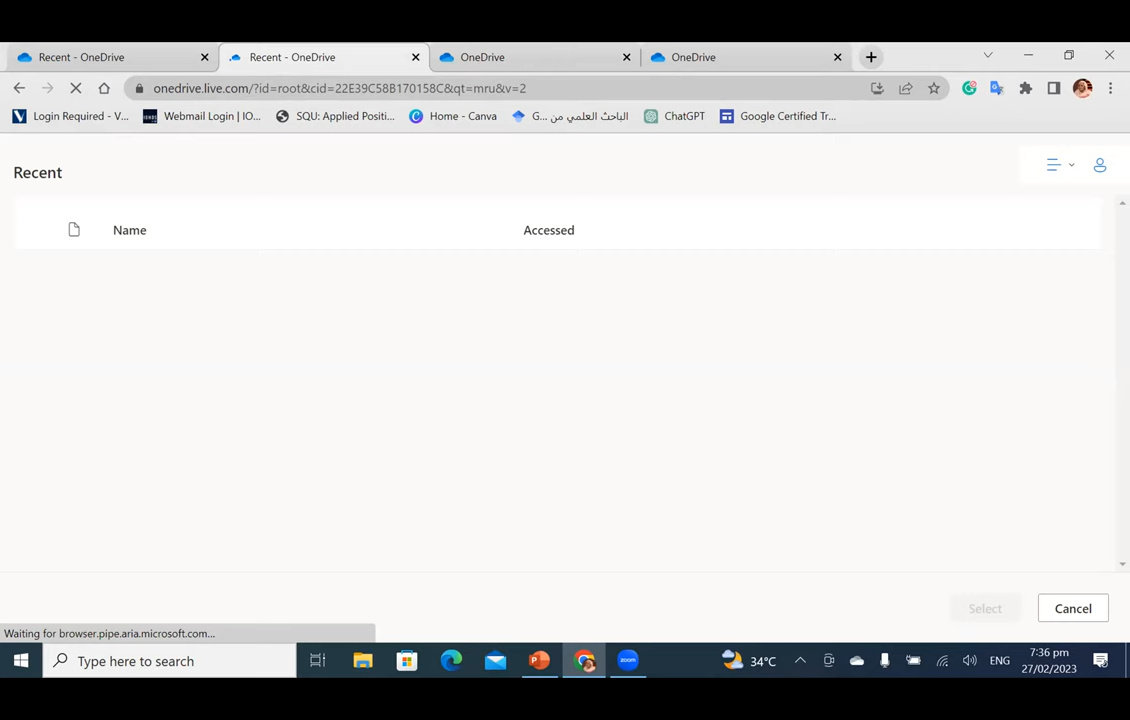 Recent - OneDrive
Recent - OneDrive
OneDrive
OneDrive
onedrive.live.com/?id=root&cid=22E39C58B170158C&qt=mru&v=2
Login Required - V...
Webmail Login | IO...
SQU: Applied Positi...
Home - Canva
G... الباحث العلمي من
ChatGPT
Google Certified Tr...
Recent
Name
Accessed
Select
Cancel
Waiting for browser.pipe.aria.microsoft.com...
Type here to search
zoom
34°C
ENG
7:36 pm
27/02/2023